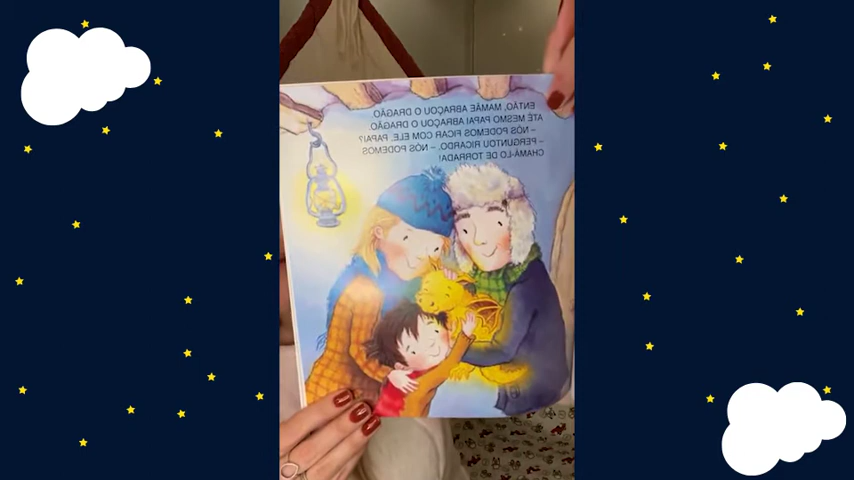 ENTÃO, MAMÃE ABRAÇOU O DRAGÃO.
ATÉ MESMO PAPAI ABRAÇOU O DRAGÃO.
– NÓS PODEMOS FICAR COM ELE, PAPAI?
– PERGUNTOU RICARDO. – NÓS PODEMOS
CHAMÁ-LO DE TORRADA!